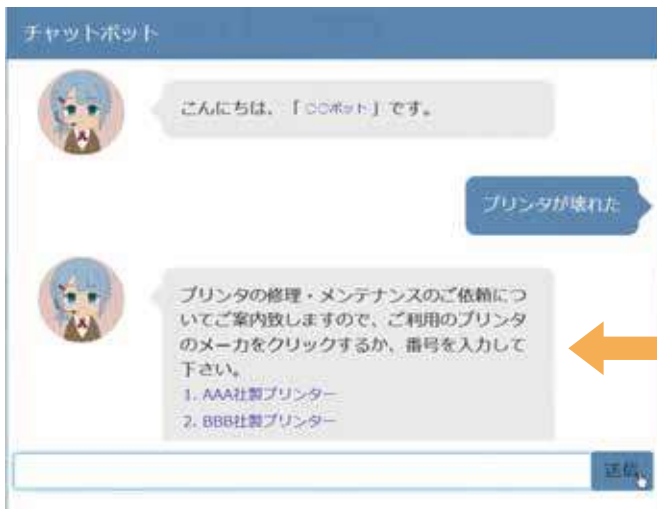 チャットボット
こんにちは、「○○ボット」です。
プリンタが壊れた
プリンタの修理・メンテナンスのご依頼につ
いてご案内致しますので、ご利用のプリンタ
のメーカをクリックするか、番号を入力して
下さい。
1. AAA社製プリンター
2. BBB社製プリンター
送信